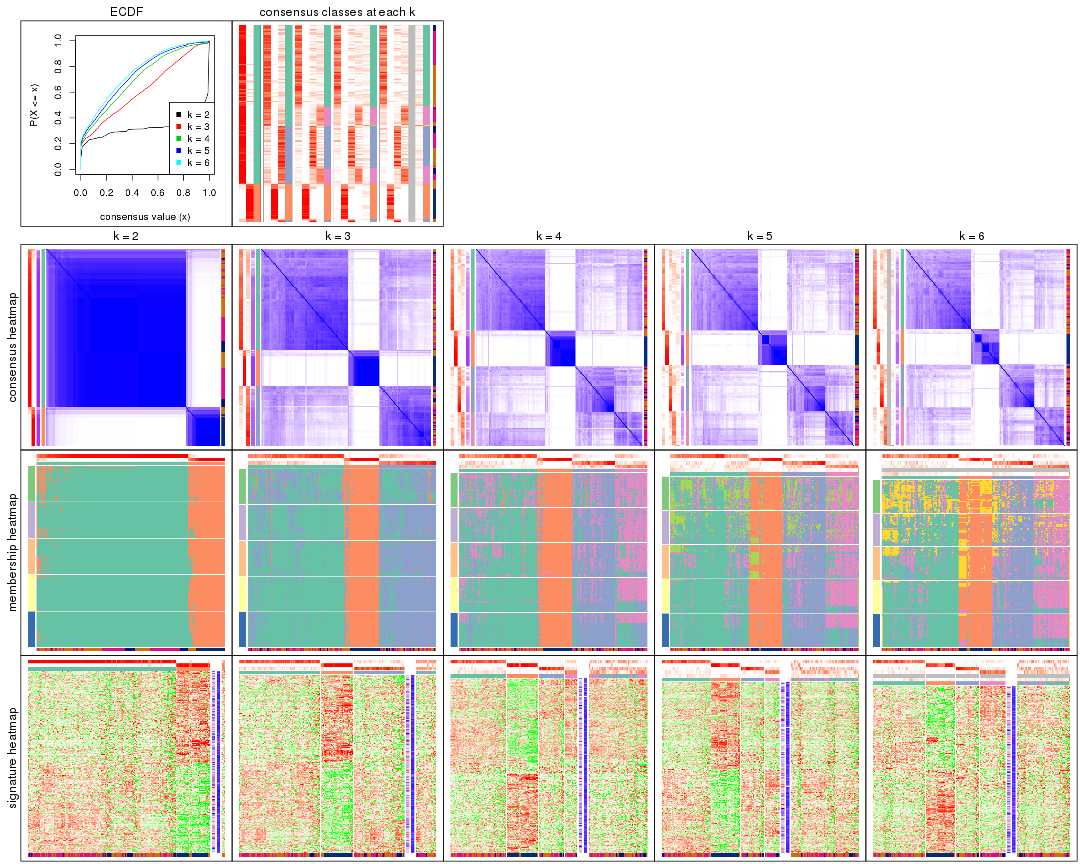 ECDF
consensus classes at each k
P(X <= x)
0.0 0.2 0.4 0.6 0.8 1.0
k = 2
k = 3
k = 4
k = 5
k = 6
0.0 0.2 0.4 0.6 0.8 1.0
consensus value (x)
k = 2
k = 3
k = 4
k = 5
k = 6
consensus heatmap
membership heatmap
signature heatmap